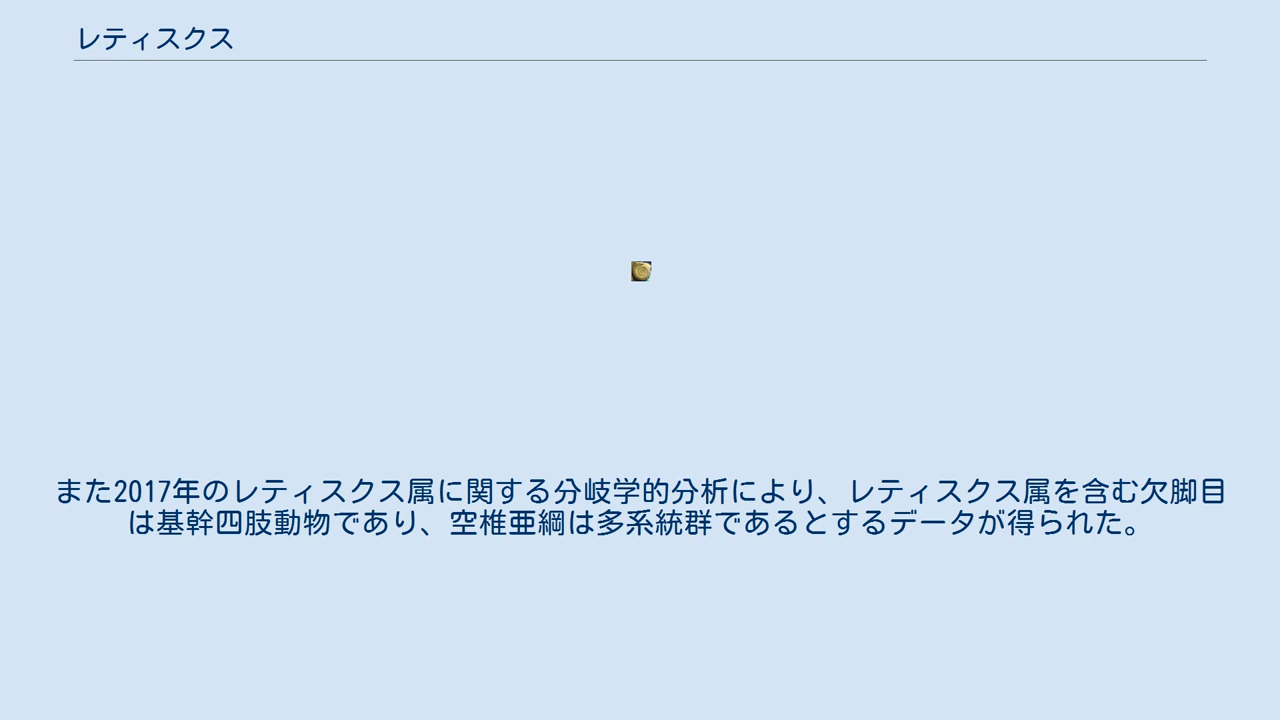 レティスクス
また2017年のレティスクス属に関する分岐学的分析により、レティスクス属を含む欠脚目
は基幹四肢動物であり、空椎亜綱は多系統群であるとするデータが得られた。